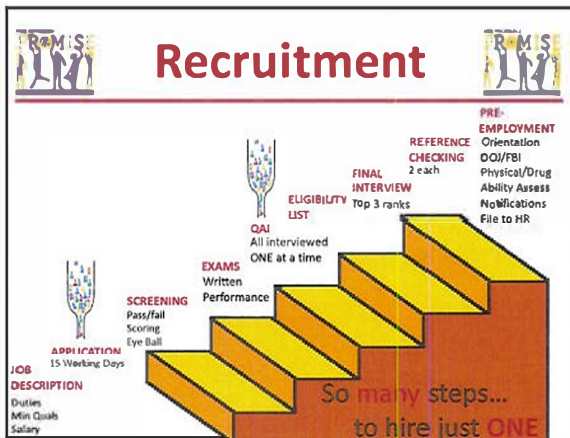 PROMISE
Recruitment
PROMISE
JOB
DESCRIPTION
Duties
Min Quals
Salary
APPLICATION
15 Working Days
SCREENING
Pass/fail
Scoring
Eye Ball
EXAMS
Written
Performance
QAI
All interviewed
ONE at a time
ELIGIBILITY
LIST
FINAL
INTERVIEW
Top 3 ranks
REFERENCE
CHECKING
2 each
PRE-
EMPLOYMENT
Orientation
DOJ/FBI
Physical/Drug
Ability Assess
Notifications
File to HR
So many steps...
to hire just ONE